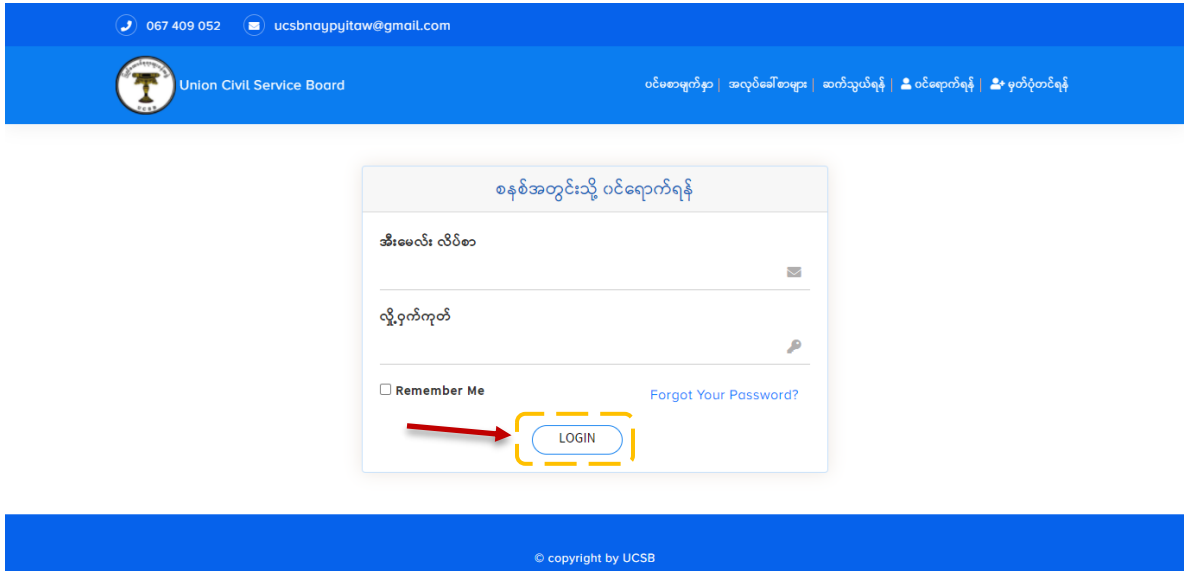 067 409 052 ucsbnaypyitaw@gmail.com
Union Civil Service Board
ပင်မစာမျက်နှာ | အလုပ်ခေါ်စာများ | ဆက်သွယ်ရန် | ဝင်ရောက်ရန် | မှတ်ပုံတင်ရန်
စနစ်အတွင်းသို့ ဝင်ရောက်ရန်
အီးမေလ်း လိပ်စာ
လှို့ဝှက်ကုတ်
Remember Me Forgot Your Password?
LOGIN
© copyright by UCSB